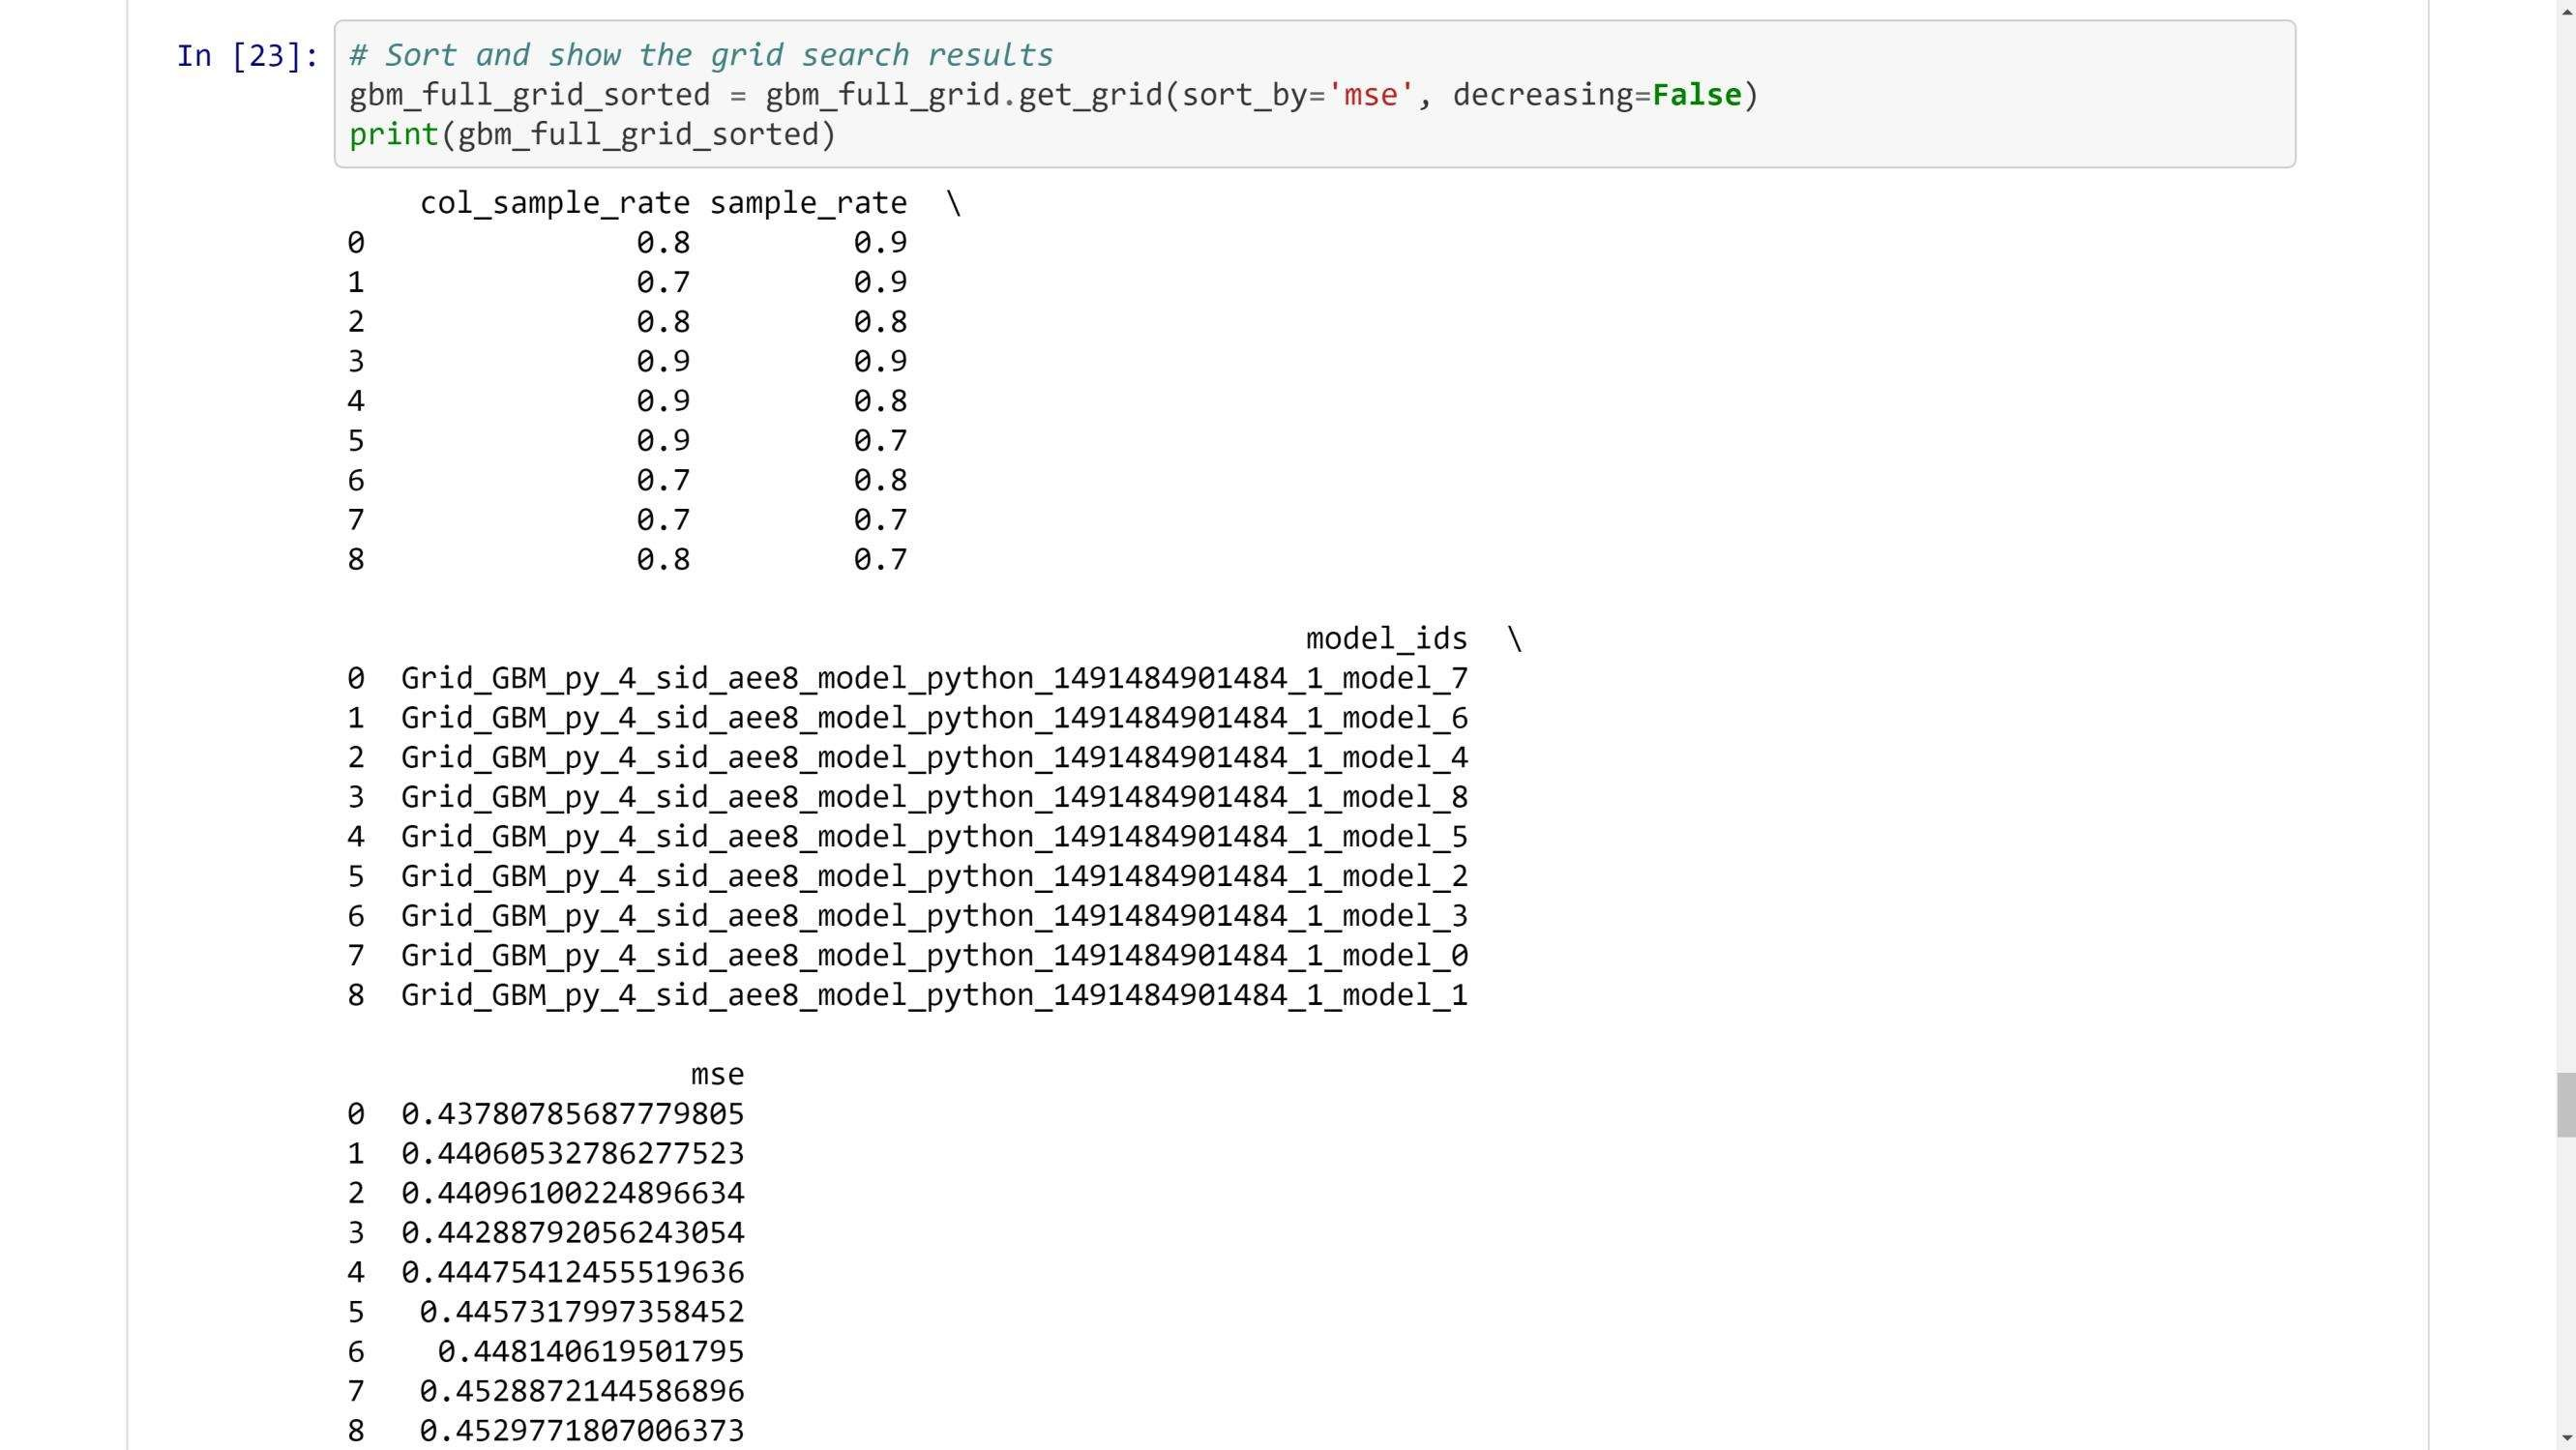 In [23]: # Sort and show the grid search results
gbm_full_grid_sorted = gbm_full_grid.get_grid(sort_by='mse', decreasing=False)
print(gbm_full_grid_sorted)
col_sample_rate sample_rate \
0 0.8 0.9
1 0.7 0.9
2 0.8 0.8
3 0.9 0.9
4 0.9 0.8
5 0.9 0.7
6 0.7 0.8
7 0.7 0.7
8 0.8 0.7
model_ids \
0 Grid_GBM_py_4_sid_aee8_model_python_1491484901484_1_model_7
1 Grid_GBM_py_4_sid_aee8_model_python_1491484901484_1_model_6
2 Grid_GBM_py_4_sid_aee8_model_python_1491484901484_1_model_4
3 Grid_GBM_py_4_sid_aee8_model_python_1491484901484_1_model_8
4 Grid_GBM_py_4_sid_aee8_model_python_1491484901484_1_model_5
5 Grid_GBM_py_4_sid_aee8_model_python_1491484901484_1_model_2
6 Grid_GBM_py_4_sid_aee8_model_python_1491484901484_1_model_3
7 Grid_GBM_py_4_sid_aee8_model_python_1491484901484_1_model_0
8 Grid_GBM_py_4_sid_aee8_model_python_1491484901484_1_model_1
mse
0 0.43780785687779805
1 0.44060532786277523
2 0.44096100224896634
3 0.44288792056243054
4 0.44475412455519636
5 0.4457317997358452
6 0.448140619501795
7 0.4528872144586896
8 0.4529771807006373